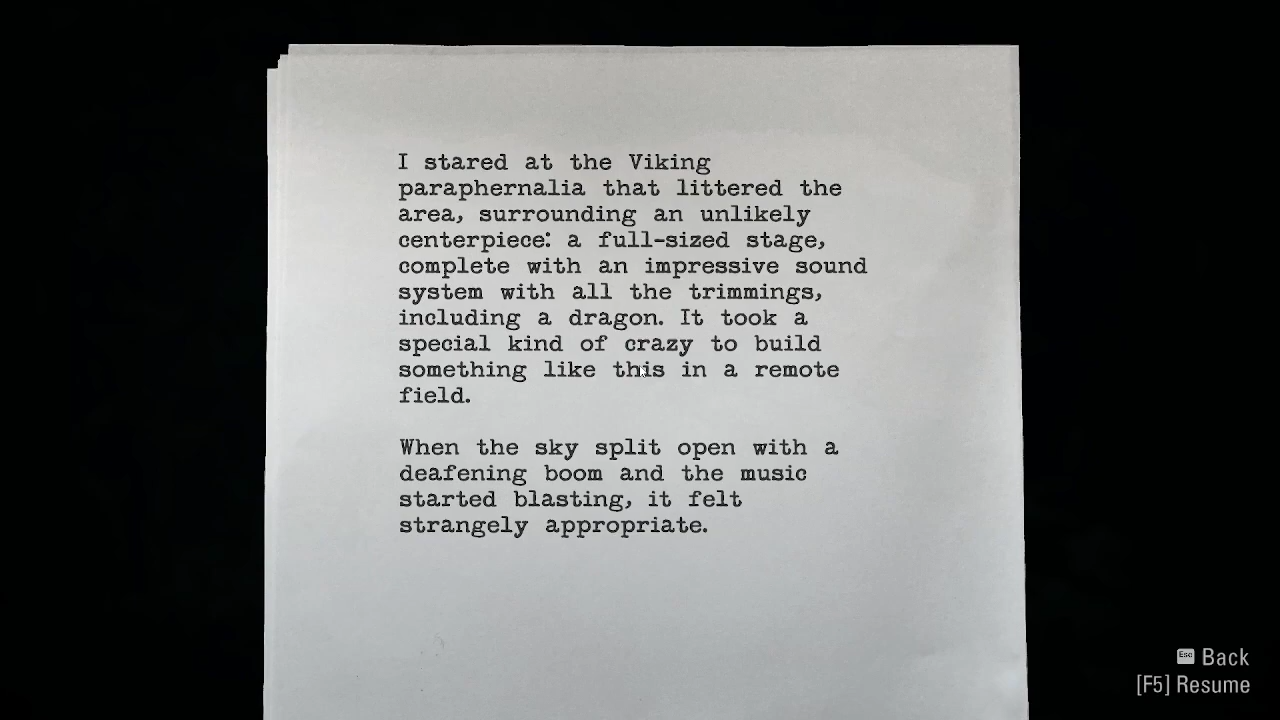 I stared at the Viking
paraphernalia that littered the
area, surrounding an unlikely
centerpiece: a full-sized stage,
complete with an impressive sound
system with all the trimmings,
including a dragon. It took a
special kind of crazy to build
something like this in a remote
field.
When the sky split open with a
deafening boom and the music
started blasting, it felt
strangely appropriate.
Esc Back
[F5] Resume